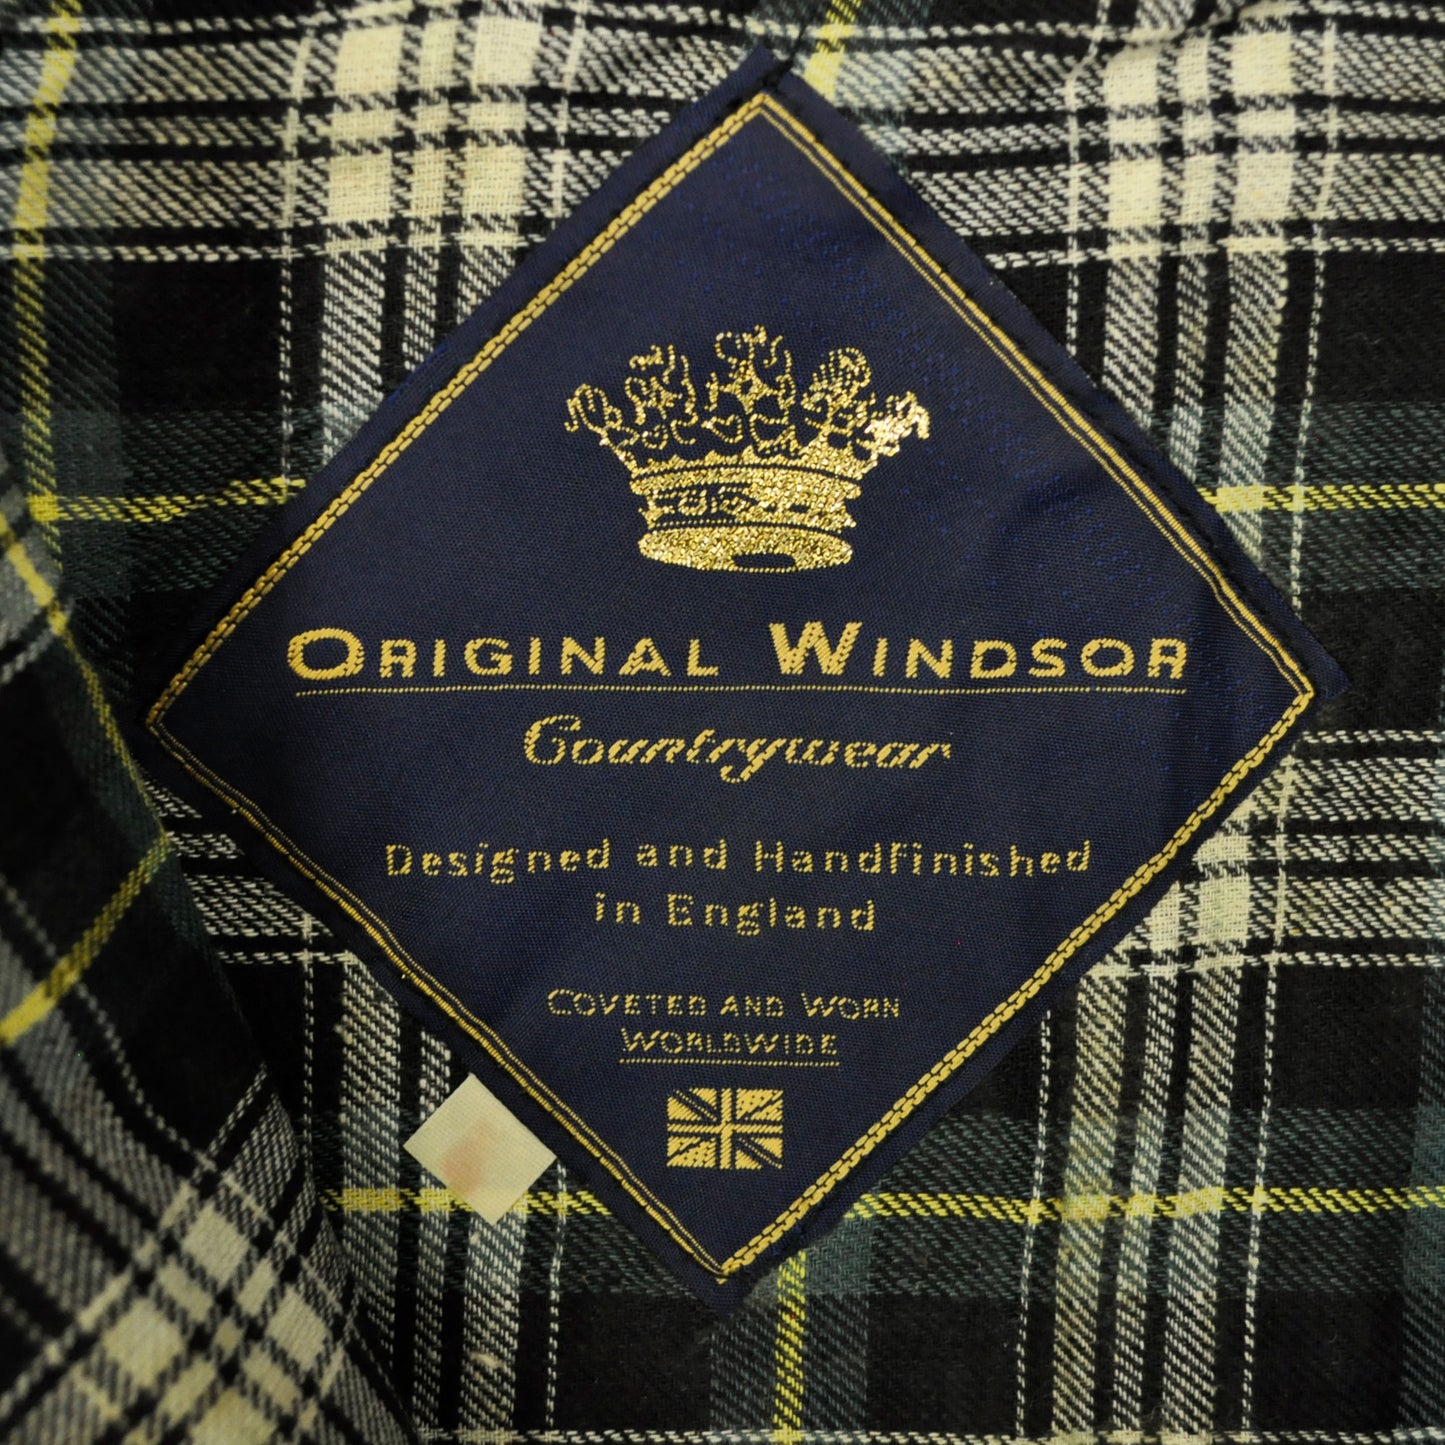 ORIGINAL WINDSOR
Countrywear
Designed and Handfinished
in England
COVETED AND WORN
WORLDWIDE